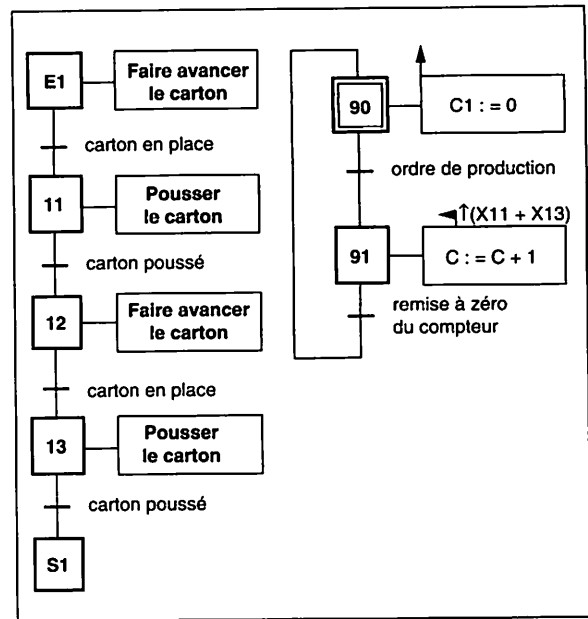 E1
Faire avancer
le carton
carton en place
11
Pousser
le carton
carton poussé
12
Faire avancer
le carton
carton en place
13
Pousser
le carton
carton poussé
S1
90
C1 : = 0
ordre de production
↑(X11 + X13)
91
C : = C + 1
remise à zéro
du compteur